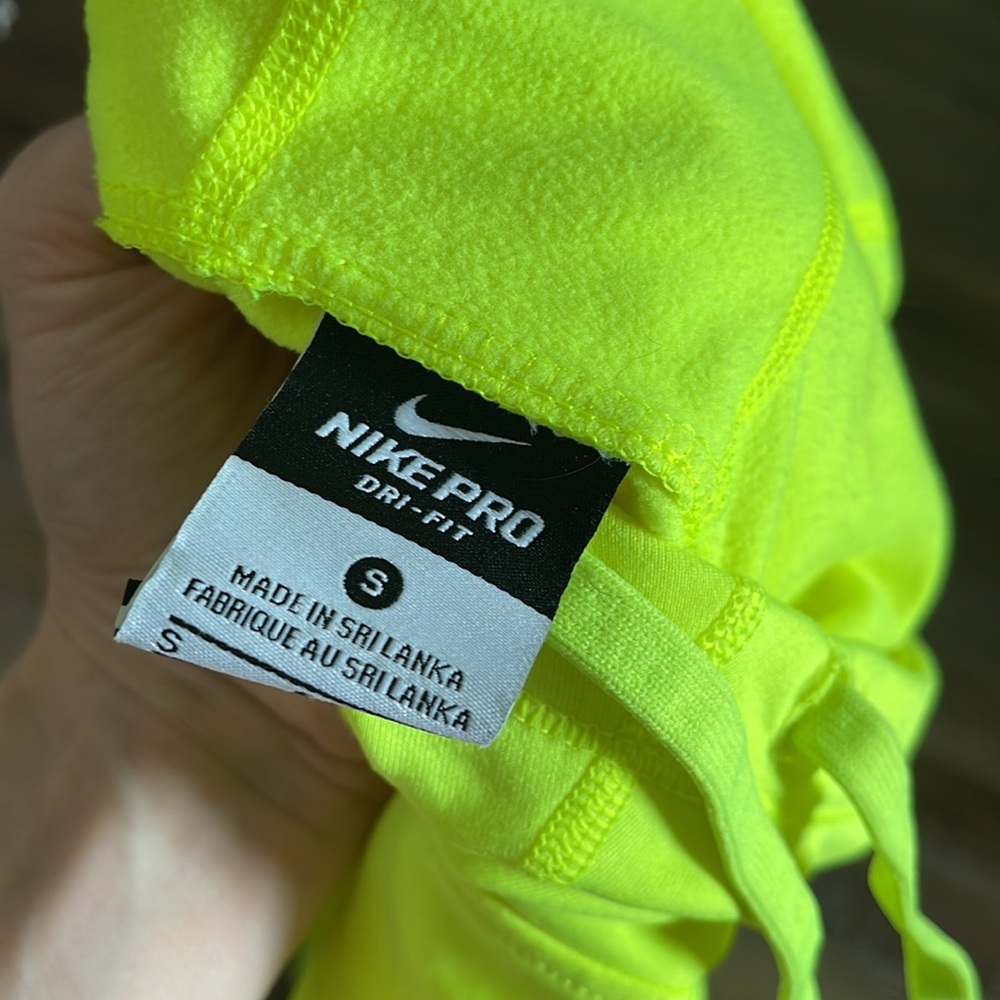 NIKE PRO
DRI-FIT
S
MADE IN SRI LANKA
FABRIQUE AU SRI LANKA
S